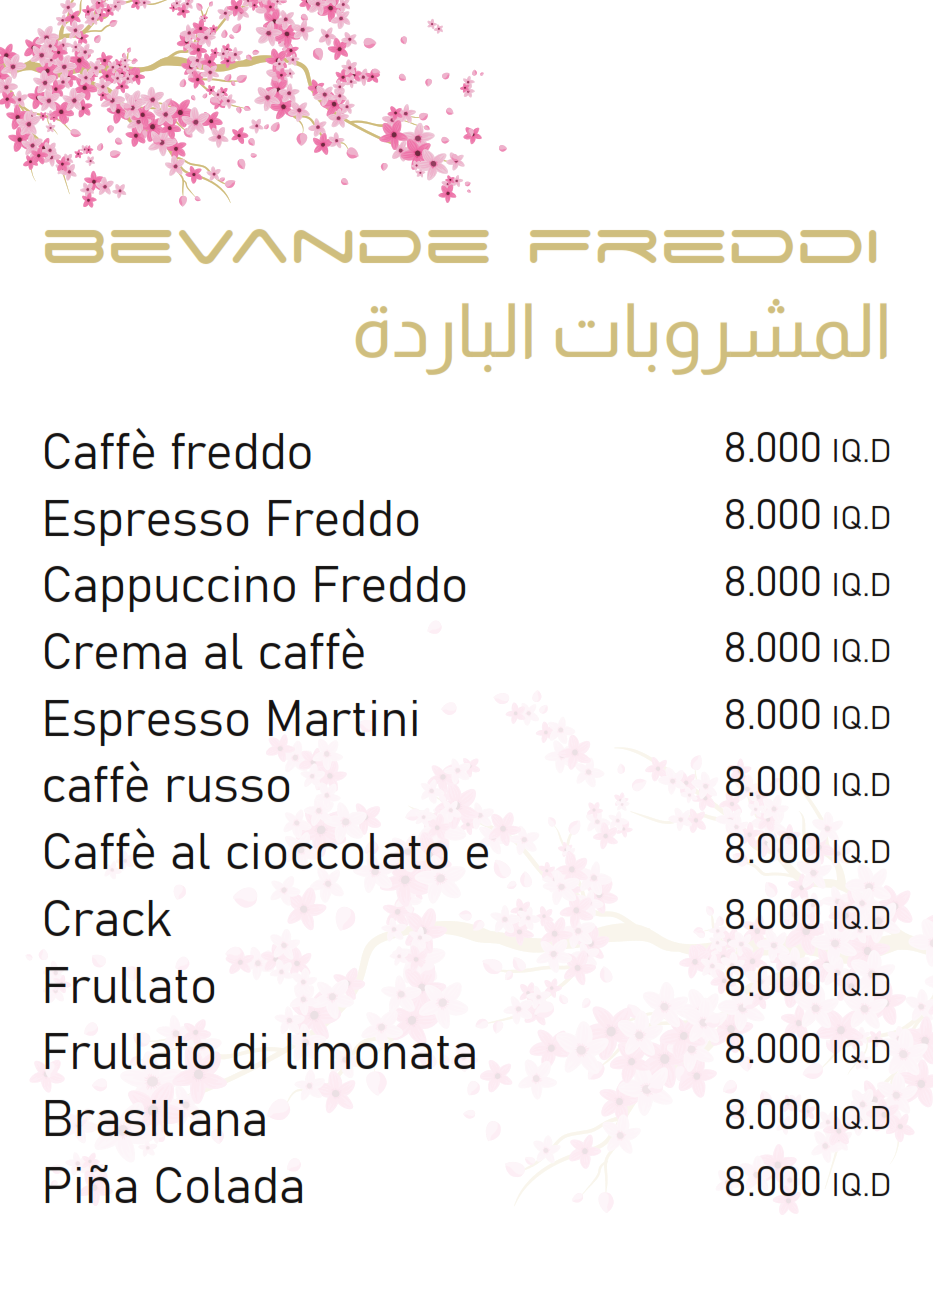 BEVANDE FREDDI
المشروبات الباردة
Caffè freddo 8.000 IQ.D
Espresso Freddo 8.000 IQ.D
Cappuccino Freddo 8.000 IQ.D
Crema al caffè 8.000 IQ.D
Espresso Martini 8.000 IQ.D
caffè russo 8.000 IQ.D
Caffè al cioccolato e 8.000 IQ.D
Crack 8.000 IQ.D
Frullato 8.000 IQ.D
Frullato di limonata 8.000 IQ.D
Brasiliana 8.000 IQ.D
Piña Colada 8.000 IQ.D